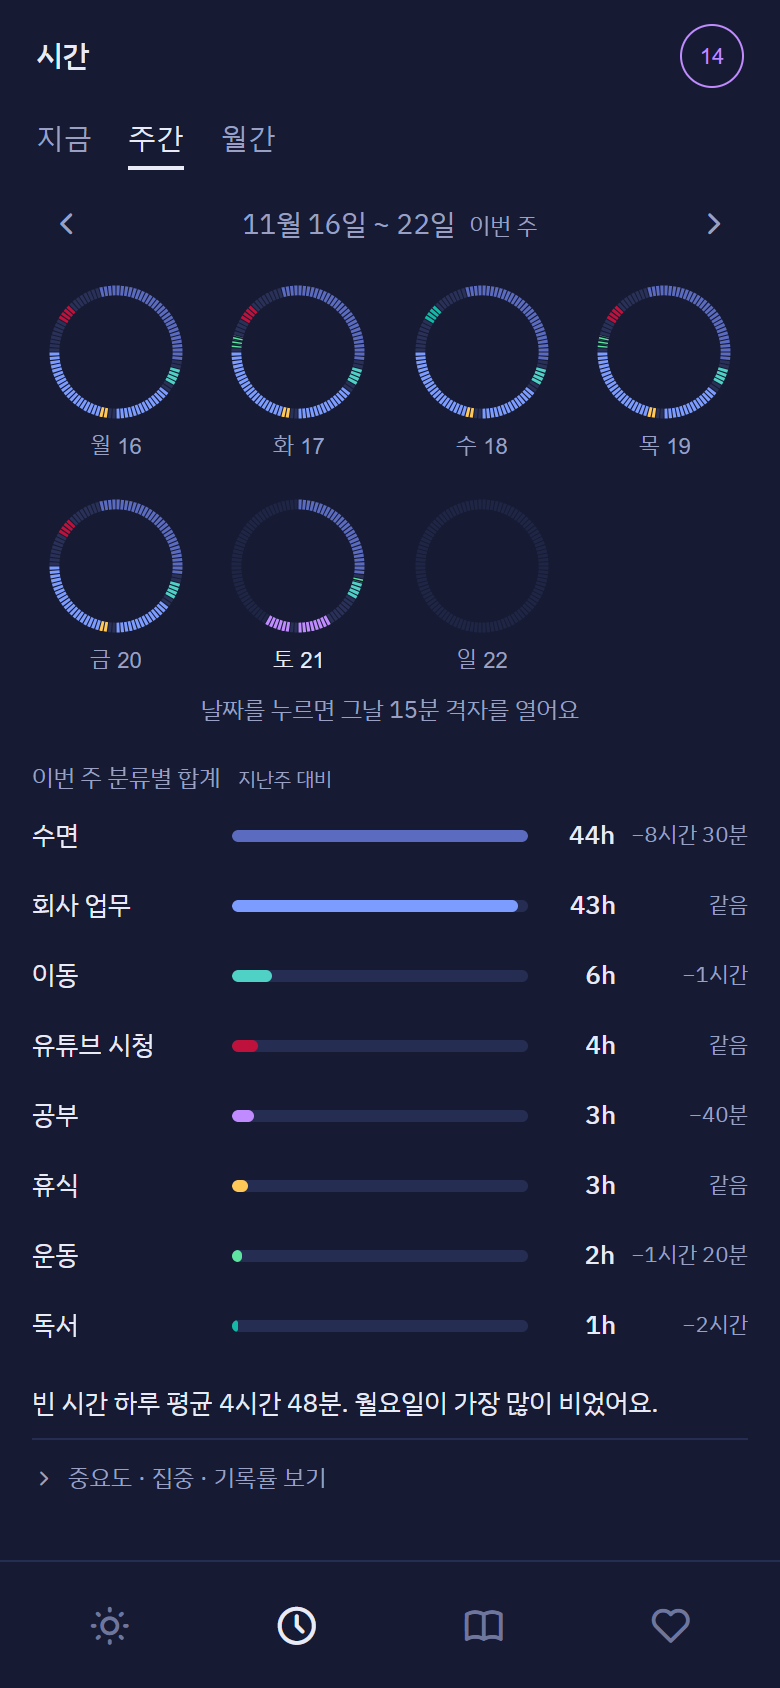 시간
14
지금 주간 월간
11월 16일 ~ 22일 이번 주
월 16 화 17 수 18 목 19
금 20 토 21 일 22
날짜를 누르면 그날 15분 격자를 열어요
이번 주 분류별 합계 지난주 대비
수면 44h −8시간 30분
회사 업무 43h 같음
이동 6h −1시간
유튜브 시청 4h 같음
공부 3h −40분
휴식 3h 같음
운동 2h −1시간 20분
독서 1h −2시간
빈 시간 하루 평균 4시간 48분. 월요일이 가장 많이 비었어요.
중요도 · 집중 · 기록률 보기